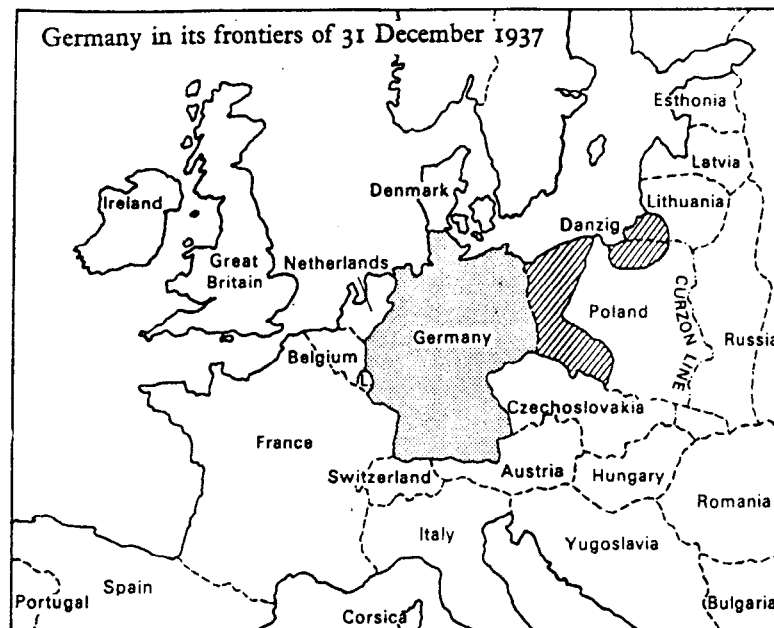 Germany in its frontiers of 31 December 1937
Esthonia
Latvia
Lithuania
Denmark
Ireland
Danzig
Great
Britain
Netherlands
Germany
Poland
CURZON LINE
Russia
Belgium
L
Czechoslovakia
France
Switzerland
Austria
Hungary
Romania
Italy
Yugoslavia
Spain
Portugal
Corsica
Bulgaria